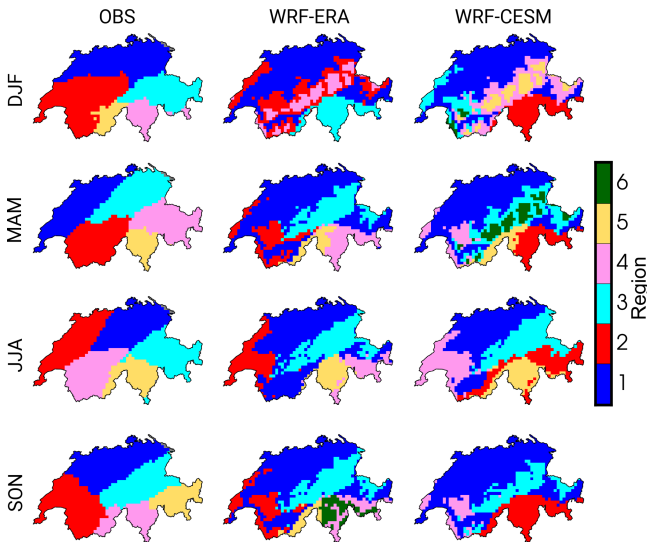 OBS WRF-ERA WRF-CESM
DJF
MAM
JJA
SON
6
5
4
3
2
1
Region